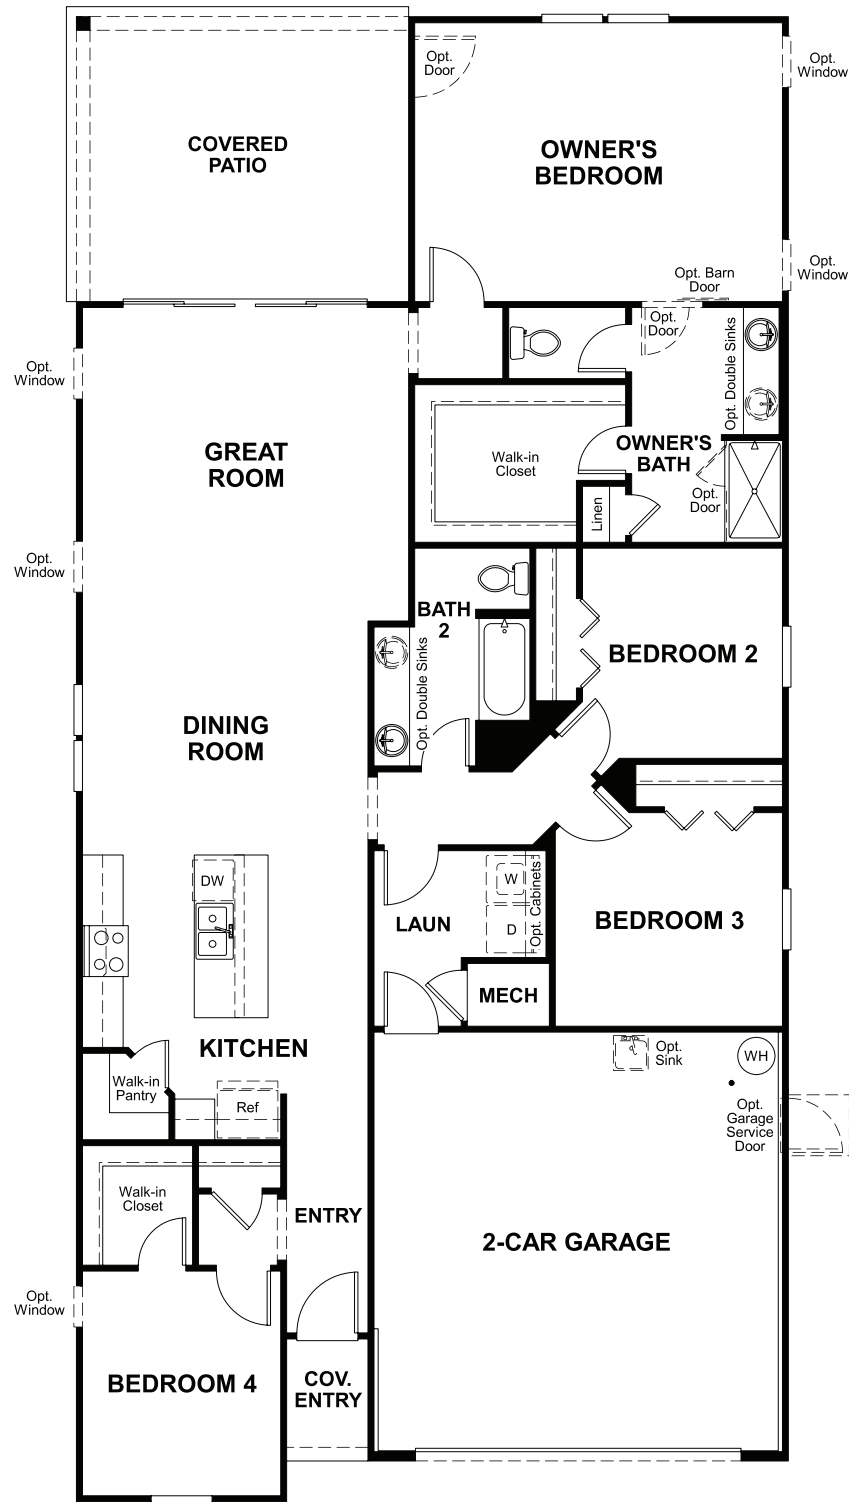 Opt.
Door
Opt.
Window
COVERED
PATIO
OWNER'S
BEDROOM
Opt.
Window
Opt. Barn
Door
Opt.
Door
Opt. Double Sinks
Opt.
Window
GREAT
ROOM
Walk-in
Closet
OWNER'S
BATH
Opt.
Door
Linen
Opt.
Window
BATH
2
Opt. Double Sinks
BEDROOM 2
DINING
ROOM
DW
W
D
Opt. Cabinets
LAUN
BEDROOM 3
MECH
KITCHEN
Opt.
Sink
WH
Walk-in
Pantry
Ref
Opt.
Garage
Service
Door
Walk-in
Closet
ENTRY
2-CAR GARAGE
Opt.
Window
BEDROOM 4
COV.
ENTRY